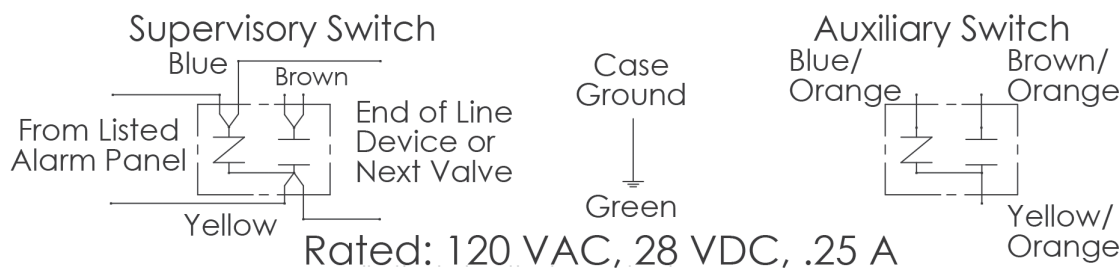 Supervisory Switch
Blue
Brown
From Listed
Alarm Panel
End of Line
Device or
Next Valve
Yellow
Case
Ground
Green
Auxiliary Switch
Blue/
Orange
Brown/
Orange
Yellow/
Orange
Rated: 120 VAC, 28 VDC, .25 A